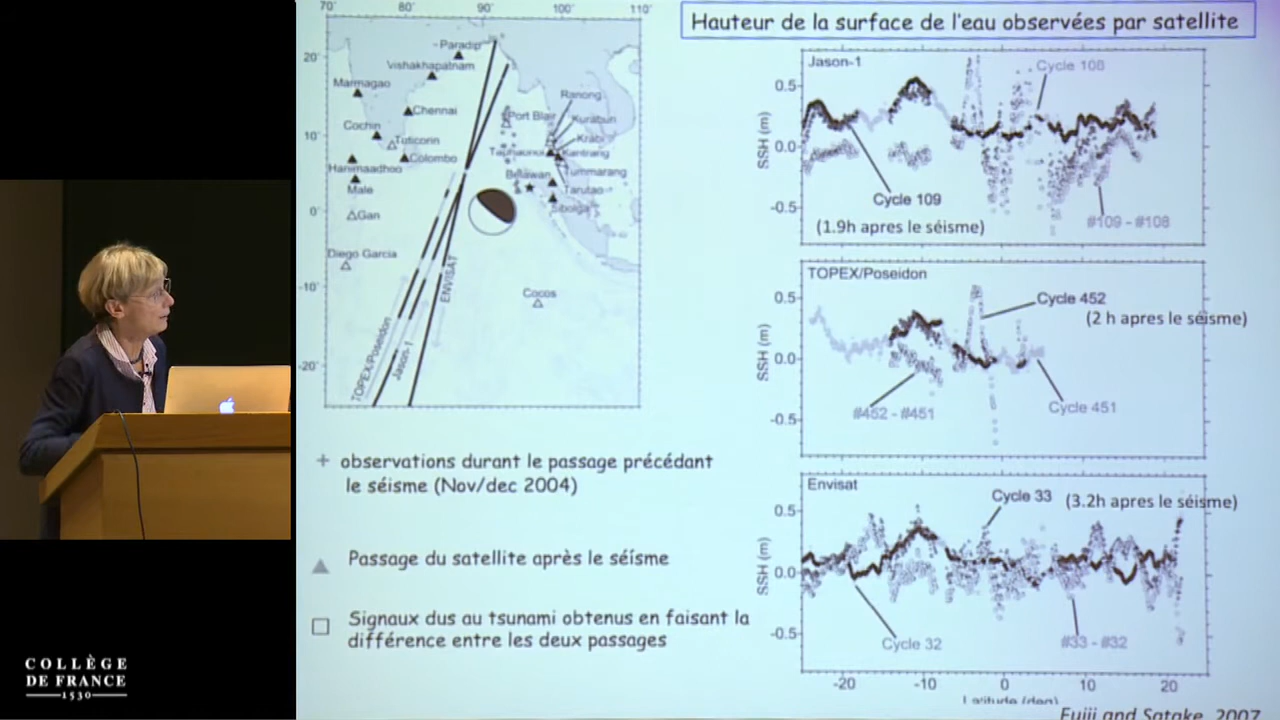 Hauteur de la surface de l'eau observées par satellite
70° 80° 90° 100° 110°
20°
10°
0°
-10°
-20°
Paradip
Vishakhapatnam
Marmagao
Chennai
Cochin
Tuticorin
Colombo
Hanimaadhoo
Male
Gan
Diego Garcia
Cocos
Port Blair
Ranong
Kuraburi
Krabi
Kantrang
Tummarang
Tarutao
Belawan
Sibolga
TOPEX/Poseidon
Jason-1
ENVISAT
Jason-1
Cycle 108
0.5
0.0
-0.5
SSH (m)
Cycle 109
(1.9h apres le séisme)
#109 - #108
TOPEX/Poseidon
Cycle 452
(2 h apres le séisme)
0.5
0.0
-0.5
SSH (m)
#452 - #451
Cycle 451
Envisat
Cycle 33
(3.2h apres le séisme)
0.5
0.0
-0.5
SSH (m)
Cycle 32
#33 - #32
-20 -10 0 10 20
Latitude (deg)
+ observations durant le passage précédant
le séisme (Nov/dec 2004)
Passage du satellite après le séisme
Signaux dus au tsunami obtenus en faisant la
différence entre les deux passages
Fujii and Satake, 2007
COLLÈGE
DE FRANCE
1530